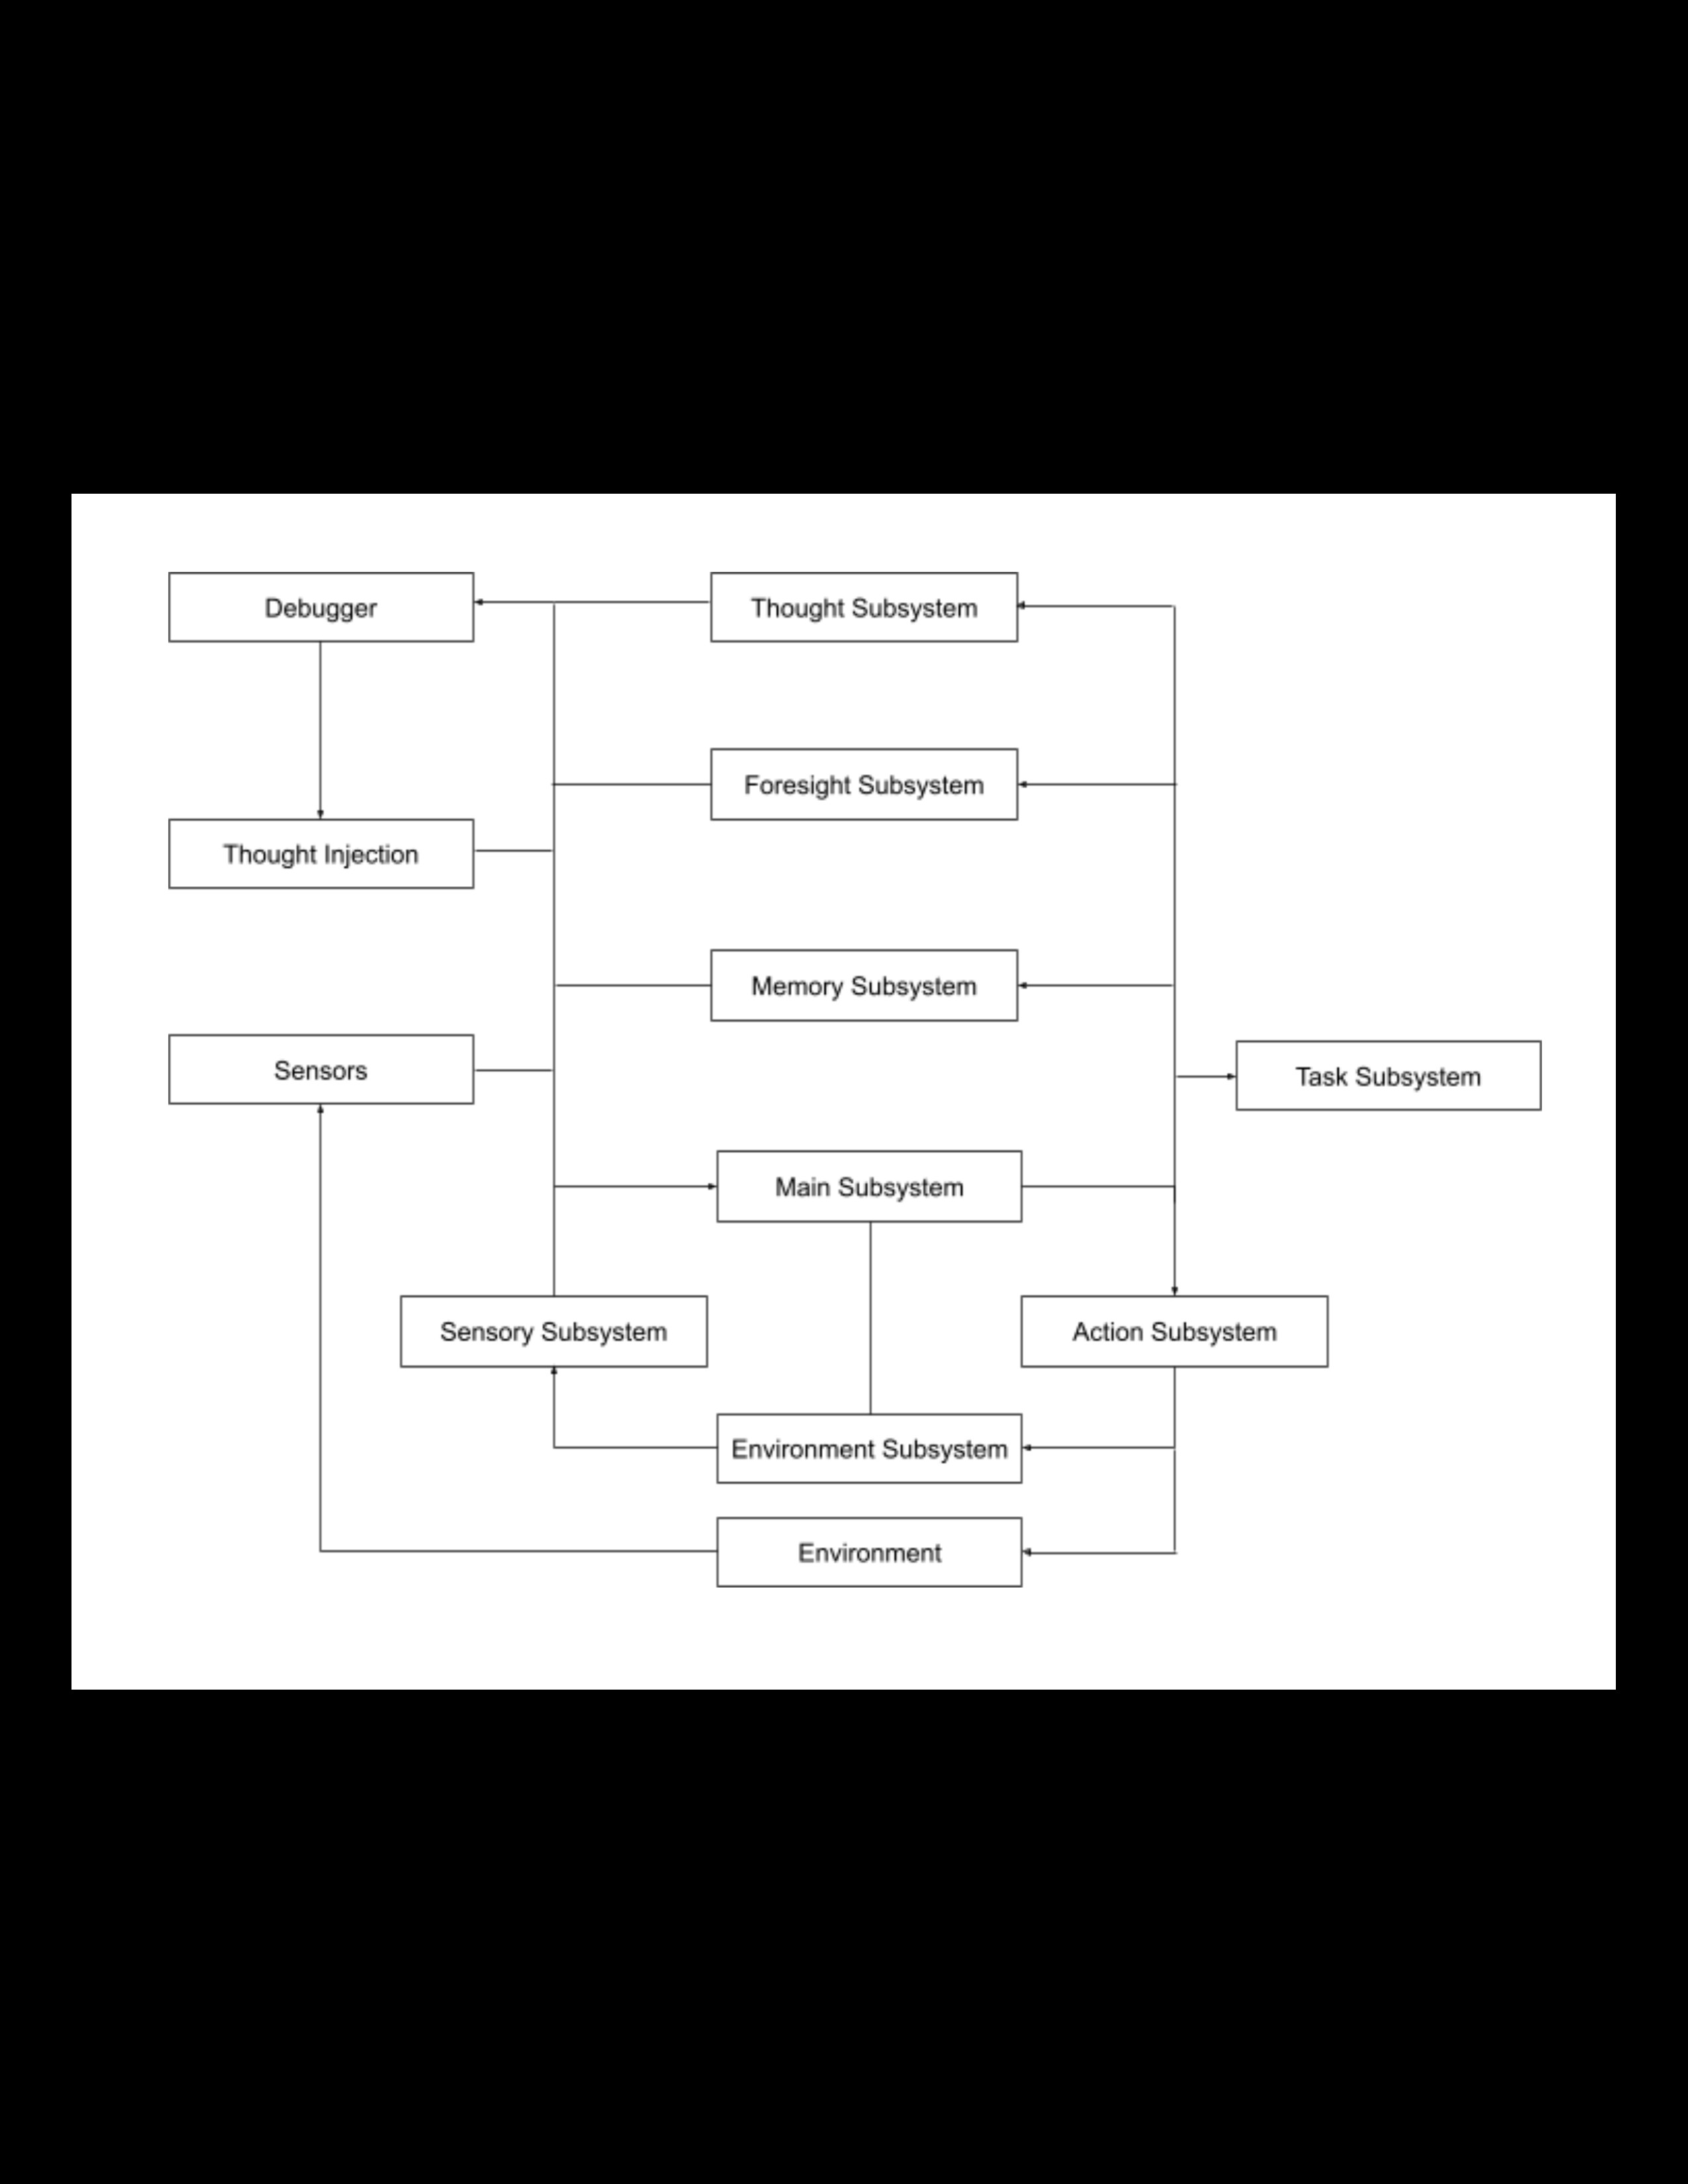 Debugger
Thought Subsystem
Foresight Subsystem
Thought Injection
Memory Subsystem
Sensors
Task Subsystem
Main Subsystem
Sensory Subsystem
Action Subsystem
Environment Subsystem
Environment